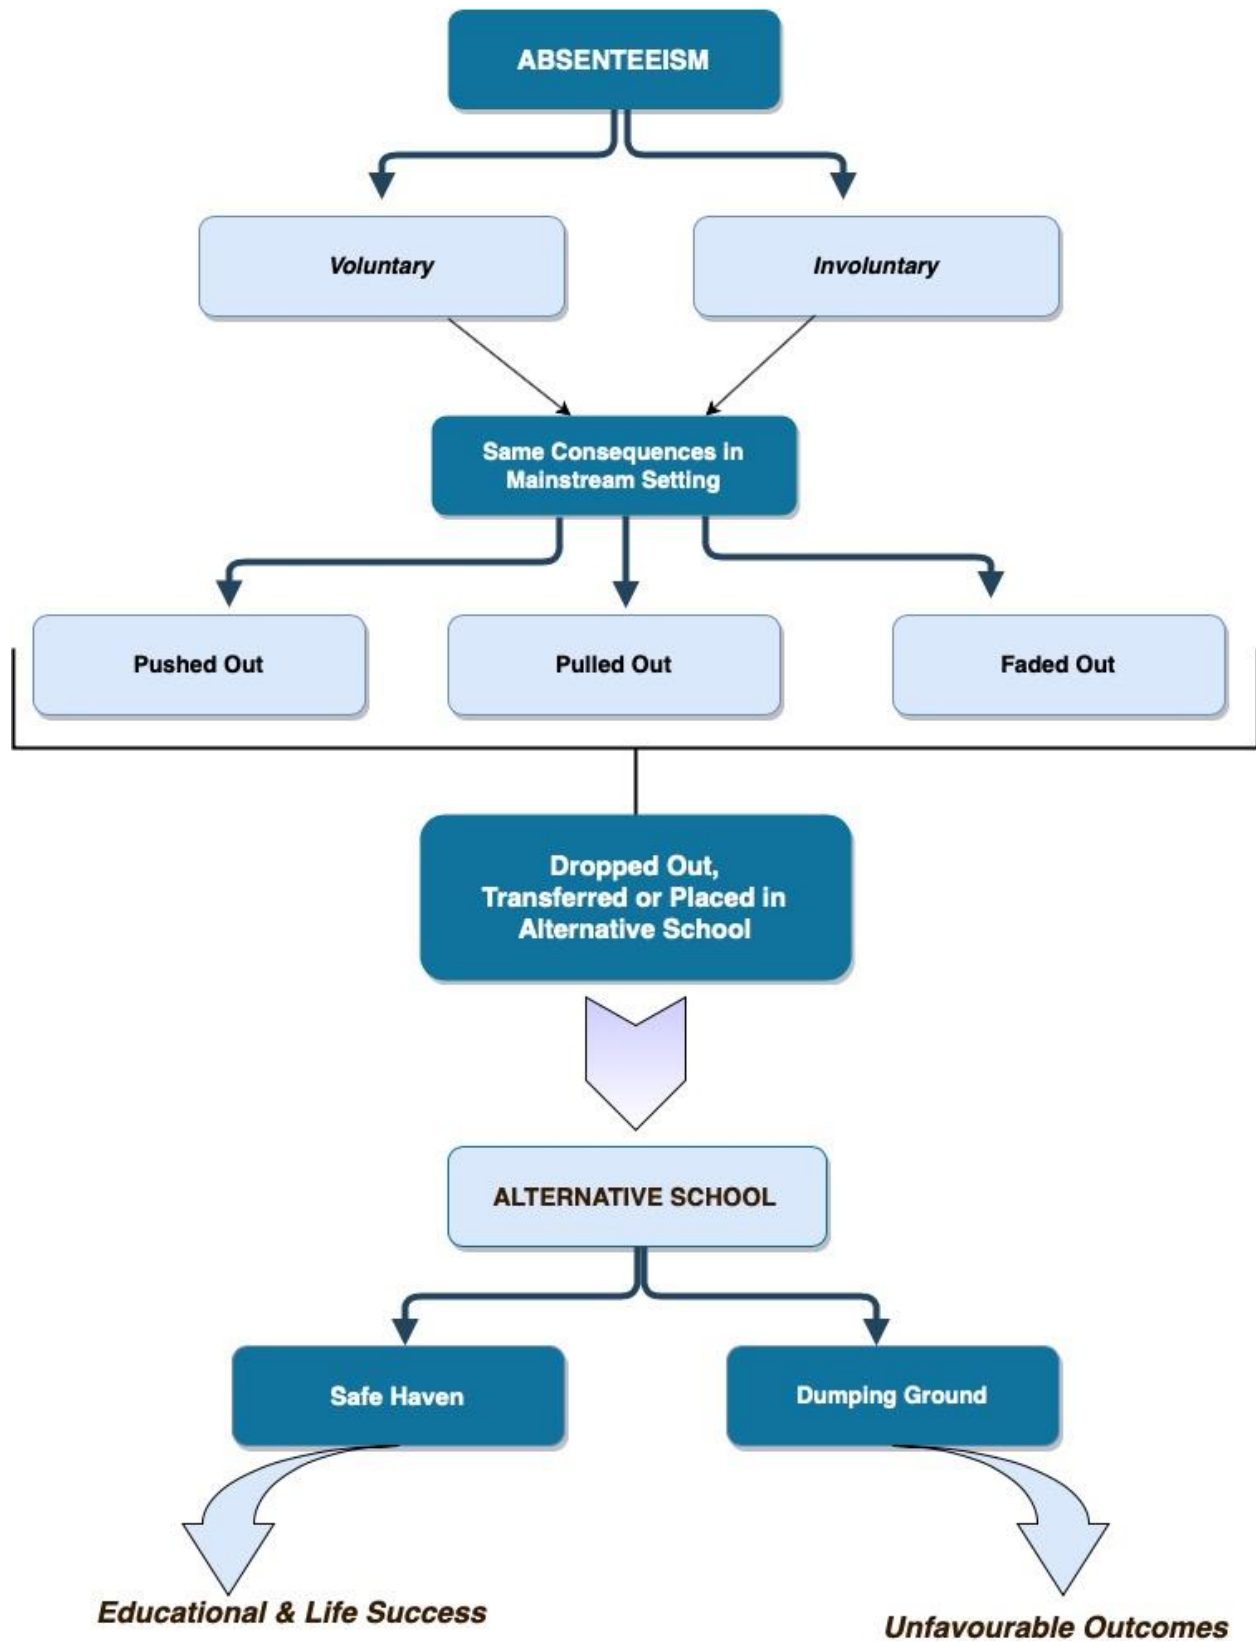 ABSENTEEISM
Voluntary
Involuntary
Same Consequences in
Mainstream Setting
Pushed Out
Pulled Out
Faded Out
Dropped Out,
Transferred or Placed in
Alternative School
ALTERNATIVE SCHOOL
Safe Haven
Dumping Ground
Educational & Life Success
Unfavourable Outcomes